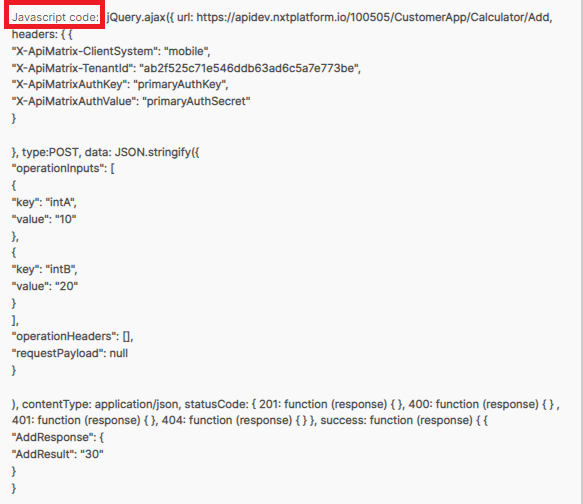 Javascript code: jQuery.ajax({ url: https://apidev.nxtplatform.io/100505/CustomerApp/Calculator/Add,
headers: { {
"X-ApiMatrix-ClientSystem": "mobile",
"X-ApiMatrix-TenantId": "ab2f525c71e546ddb63ad6c5a7e773be",
"X-ApiMatrixAuthKey": "primaryAuthKey",
"X-ApiMatrixAuthValue": "primaryAuthSecret"
}
}, type:POST, data: JSON.stringify({
"operationInputs": [
{
"key": "intA",
"value": "10"
},
{
"key": "intB",
"value": "20"
}
],
"operationHeaders": [],
"requestPayload": null
}
), contentType: application/json, statusCode: { 201: function (response) { }, 400: function (response) { } ,
401: function (response) { }, 404: function (response) { } }, success: function (response) { {
"AddResponse": {
"AddResult": "30"
}
}